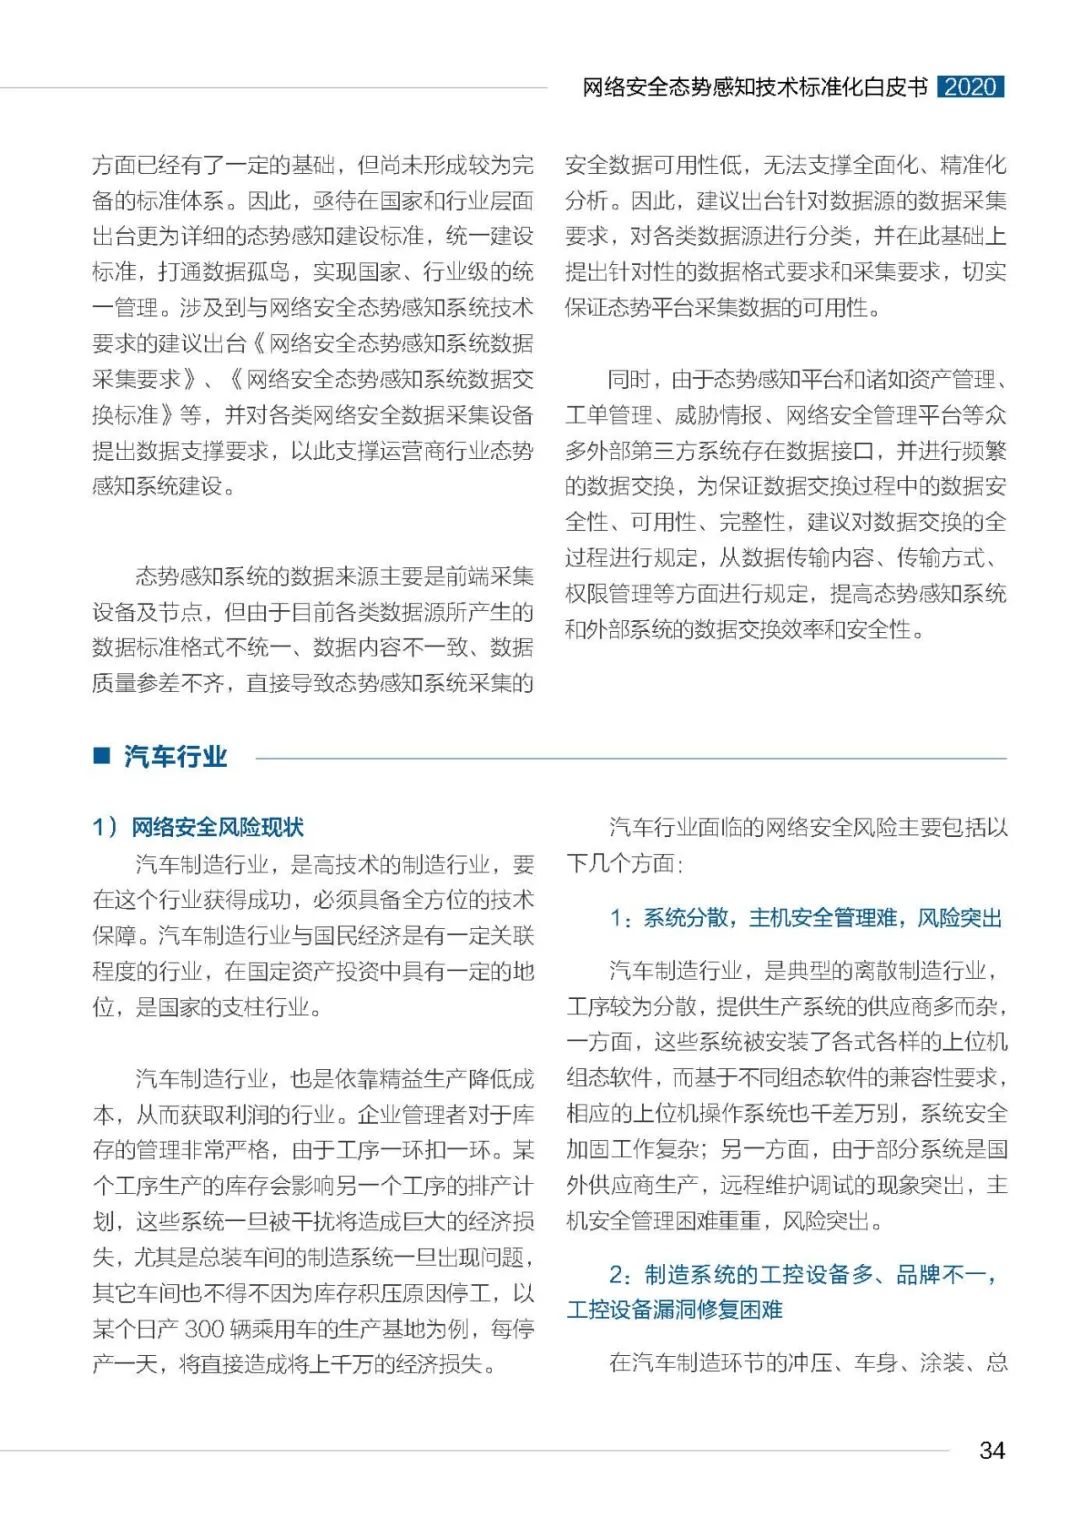 网络安全态势感知技术标准化白皮书 2020
方面已经有了一定的基础，但尚未形成较为完
备的标准体系。因此，亟待在国家和行业层面
出台更为详细的态势感知建设标准，统一建设
标准，打通数据孤岛，实现国家、行业级的统
一管理。涉及到与网络安全态势感知系统技术
要求的建议出台《网络安全态势感知系统数据
采集要求》、《网络安全态势感知系统数据交
换标准》等，并对各类网络安全数据采集设备
提出数据支撑要求，以此支撑运营商行业态势
感知系统建设。
态势感知系统的数据来源主要是前端采集
设备及节点，但由于目前各类数据源所产生的
数据标准格式不统一、数据内容不一致、数据
质量参差不齐，直接导致态势感知系统采集的
安全数据可用性低，无法支撑全面化、精准化
分析。因此，建议出台针对数据源的数据采集
要求，对各类数据源进行分类，并在此基础上
提出针对性的数据格式要求和采集要求，切实
保证态势平台采集数据的可用性。
同时，由于态势感知平台和诸如资产管理、
工单管理、威胁情报、网络安全管理平台等众
多外部第三方系统存在数据接口，并进行频繁
的数据交换，为保证数据交换过程中的数据安
全性、可用性、完整性，建议对数据交换的全
过程进行规定，从数据传输内容、传输方式、
权限管理等方面进行规定，提高态势感知系统
和外部系统的数据交换效率和安全性。
■ 汽车行业
1） 网络安全风险现状
汽车制造行业，是高技术的制造行业，要
在这个行业获得成功，必须具备全方位的技术
保障。汽车制造行业与国民经济是有一定关联
程度的行业，在国定资产投资中具有一定的地
位，是国家的支柱行业。
汽车制造行业，也是依靠精益生产降低成
本，从而获取利润的行业。企业管理者对于库
存的管理非常严格，由于工序一环扣一环。某
个工序生产的库存会影响另一个工序的排产计
划，这些系统一旦被干扰将造成巨大的经济损
失，尤其是总装车间的制造系统一旦出现问题，
其它车间也不得不因为库存积压原因停工，以
某个日产 300 辆乘用车的生产基地为例，每停
产一天，将直接造成将上千万的经济损失。
汽车行业面临的网络安全风险主要包括以
下几个方面：
1：系统分散，主机安全管理难，风险突出
汽车制造行业，是典型的离散制造行业，
工序较为分散，提供生产系统的供应商多而杂，
一方面，这些系统被安装了各式各样的上位机
组态软件，而基于不同组态软件的兼容性要求，
相应的上位机操作系统也千差万别，系统安全
加固工作复杂；另一方面，由于部分系统是国
外供应商生产，远程维护调试的现象突出，主
机安全管理困难重重，风险突出。
2：制造系统的工控设备多、品牌不一，
工控设备漏洞修复困难
在汽车制造环节的冲压、车身、涂装、总
34